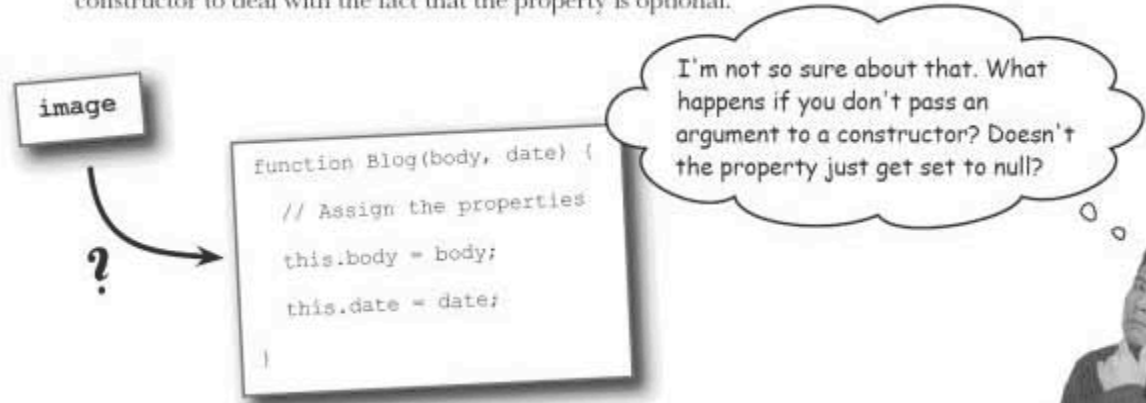 constructor to deal with the fact that the property is optional.
image
?
function Blog(body, date) {
// Assign the properties
this.body = body;
this.date = date;
}
I'm not so sure about that. What
happens if you don't pass an
argument to a constructor? Doesn't
the property just get set to null?